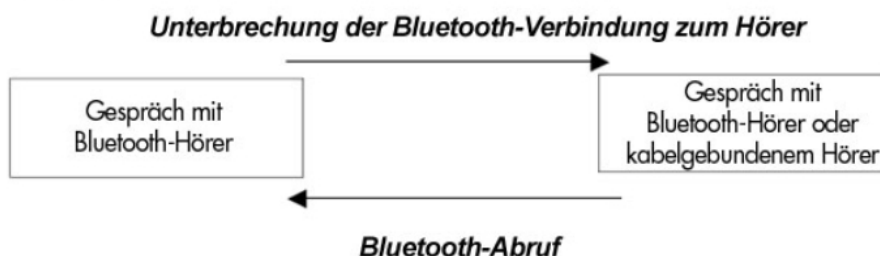 Unterbrechung der Bluetooth-Verbindung zum Hörer
Gespräch mit
Bluetooth-Hörer
Gespräch mit
Bluetooth-Hörer oder
kabelgebundenem Hörer
Bluetooth-Abruf